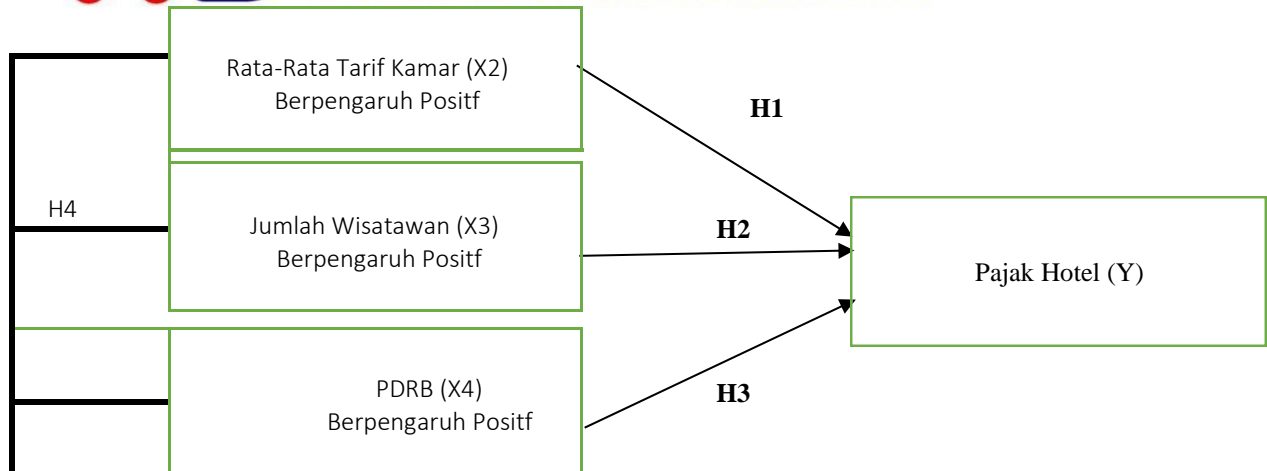 Rata-Rata Tarif Kamar (X2)
Berpengaruh Positf
H1
H4
Jumlah Wisatawan (X3)
Berpengaruh Positf
H2
Pajak Hotel (Y)
PDRB (X4)
Berpengaruh Positf
H3